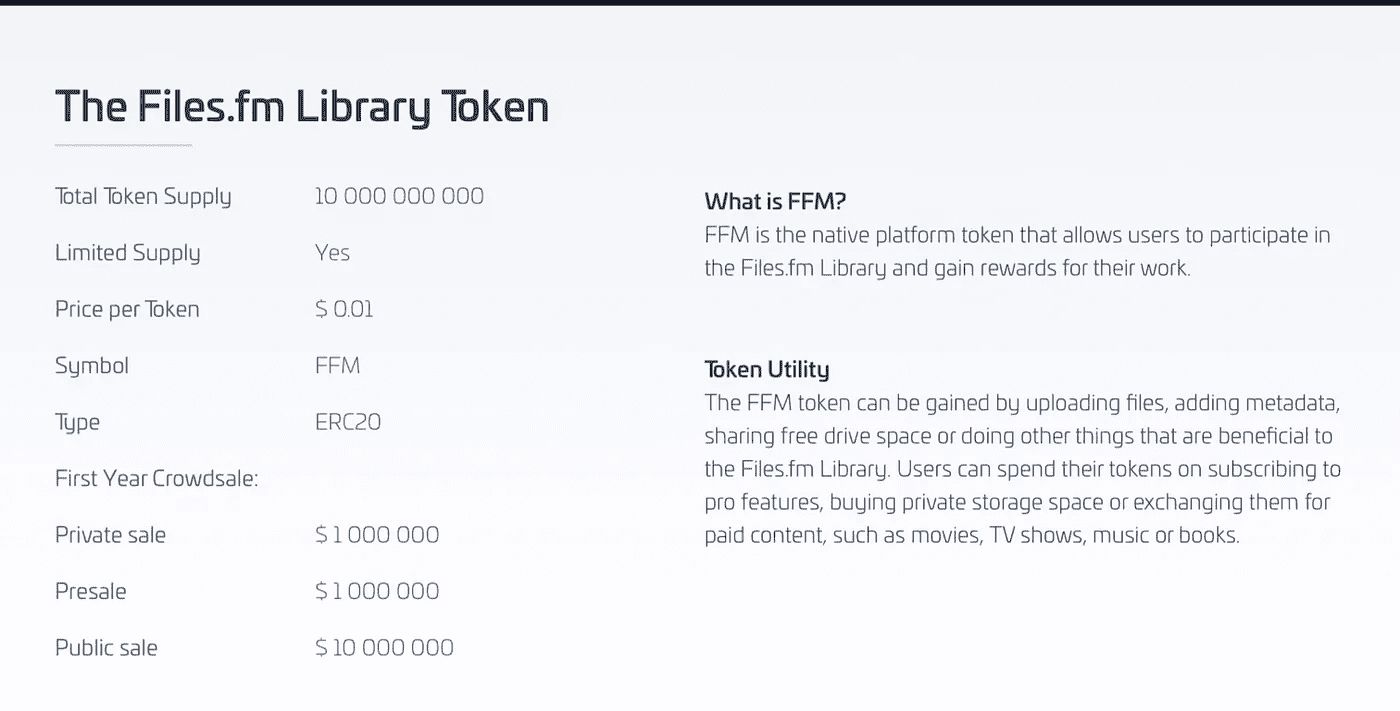 The Files.fm Library Token
Total Token Supply 10 000 000 000
Limited Supply Yes
Price per Token $ 0.01
Symbol FFM
Type ERC20
First Year Crowdsale:
Private sale $ 1 000 000
Presale $ 1 000 000
Public sale $ 10 000 000
What is FFM?
FFM is the native platform token that allows users to participate in
the Files.fm Library and gain rewards for their work.
Token Utility
The FFM token can be gained by uploading files, adding metadata,
sharing free drive space or doing other things that are beneficial to
the Files.fm Library. Users can spend their tokens on subscribing to
pro features, buying private storage space or exchanging them for
paid content, such as movies, TV shows, music or books.